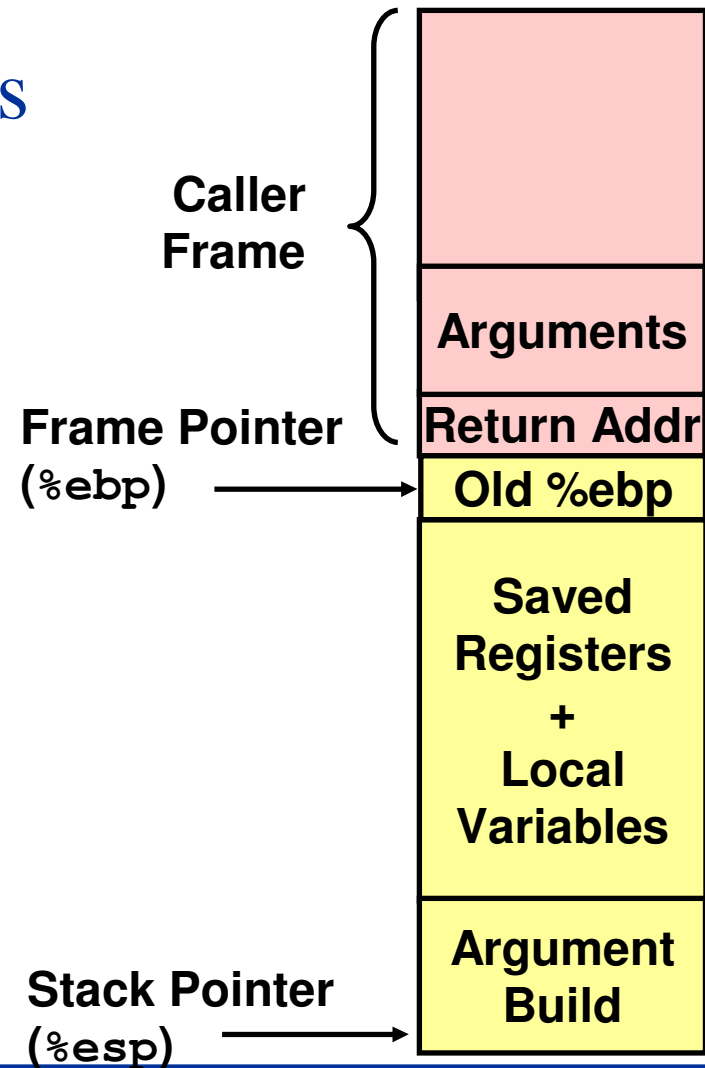 s
Caller
Frame
Arguments
Return Addr
Frame Pointer
(%ebp)
Old %ebp
Saved
Registers
+
Local
Variables
Argument
Build
Stack Pointer
(%esp)